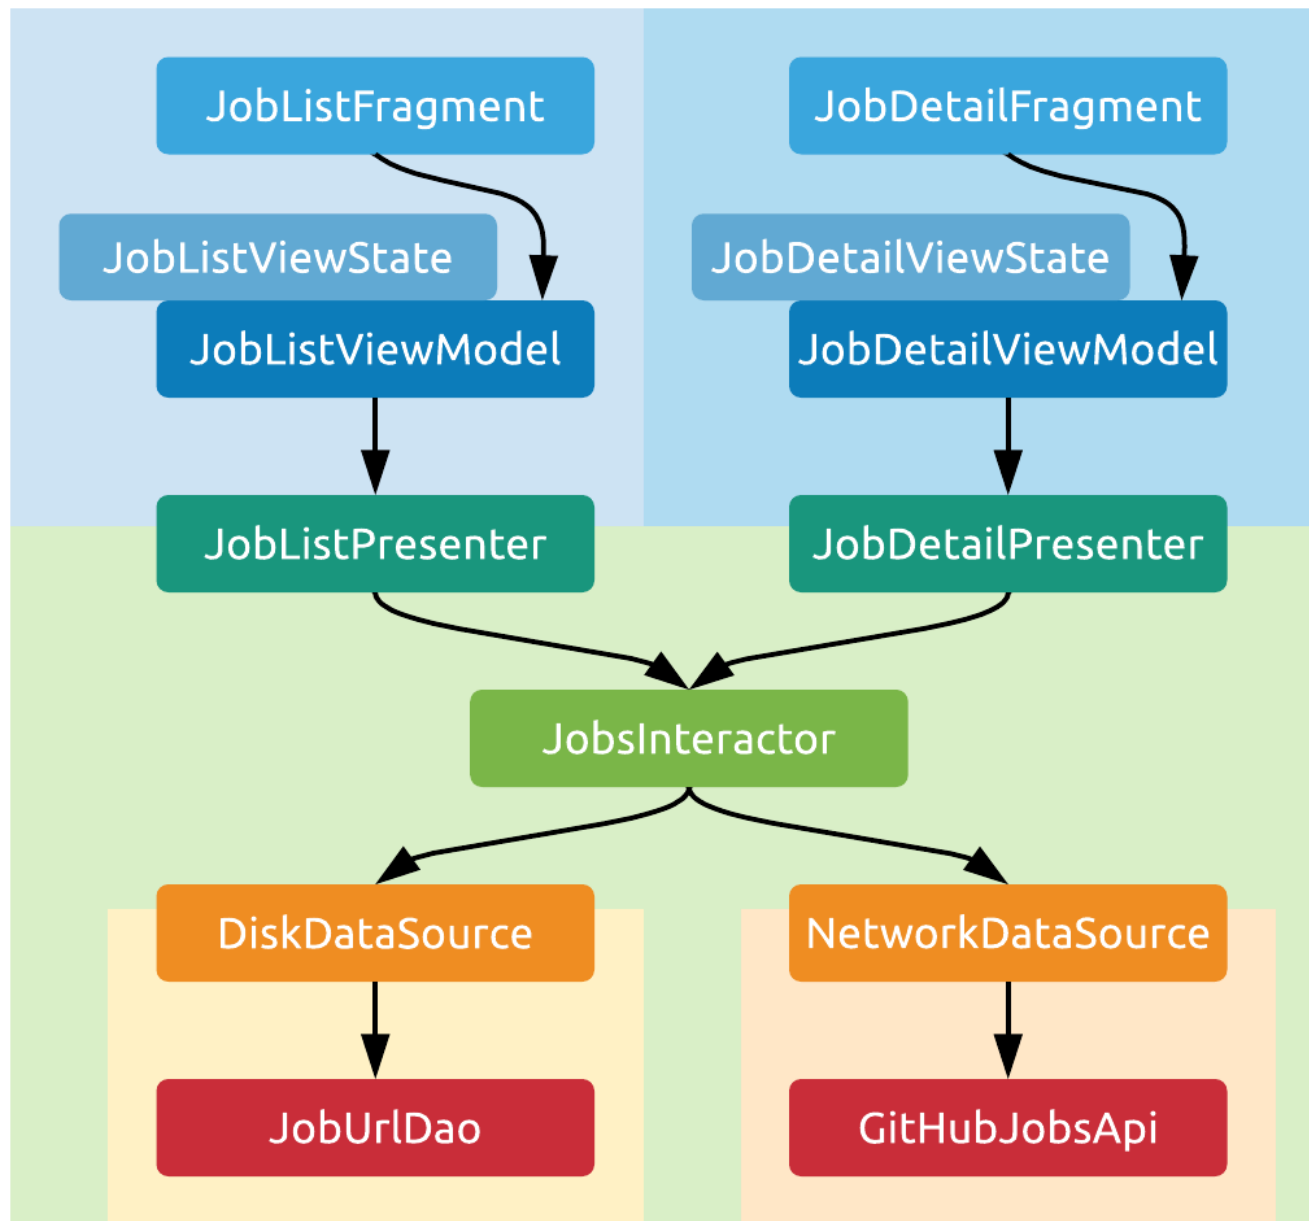 JobListFragment
JobDetailFragment
JobListViewState
JobDetailViewState
JobListViewModel
JobDetailViewModel
JobListPresenter
JobDetailPresenter
JobsInteractor
DiskDataSource
NetworkDataSource
JobUrlDao
GitHubJobsApi